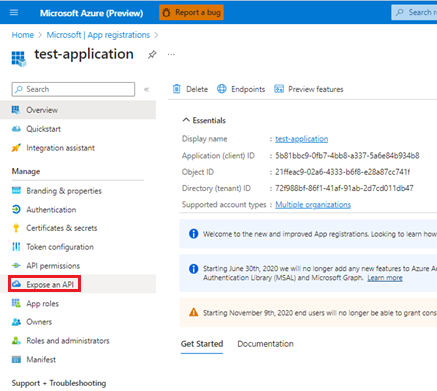 Microsoft Azure (Preview) Report a bug Search res
Home > Microsoft | App registrations >
test-application ...
Search «
Overview
Quickstart
Integration assistant
Manage
Branding & properties
Authentication
Certificates & secrets
Token configuration
API permissions
Expose an API
App roles
Owners
Roles and administrators
Manifest
Support + Troubleshooting
Delete Endpoints Preview features
Essentials
Display name : test-application
Application (client) ID : 5b81bbc9-0fb7-4bb8-a337-5a6e84b934b8
Object ID : 21ffeac9-02a6-4333-b6f8-e28a87cc741f
Directory (tenant) ID : 72f988bf-86f1-41af-91ab-2d7cd011db47
Supported account types : Multiple organizations
Welcome to the new and improved App registrations. Looking to learn how
Starting June 30th, 2020 we will no longer add any new features to Azure Ac
Authentication Library (MSAL) and Microsoft Graph. Learn more
Starting November 9th, 2020 end users will no longer be able to grant cons
Get Started Documentation